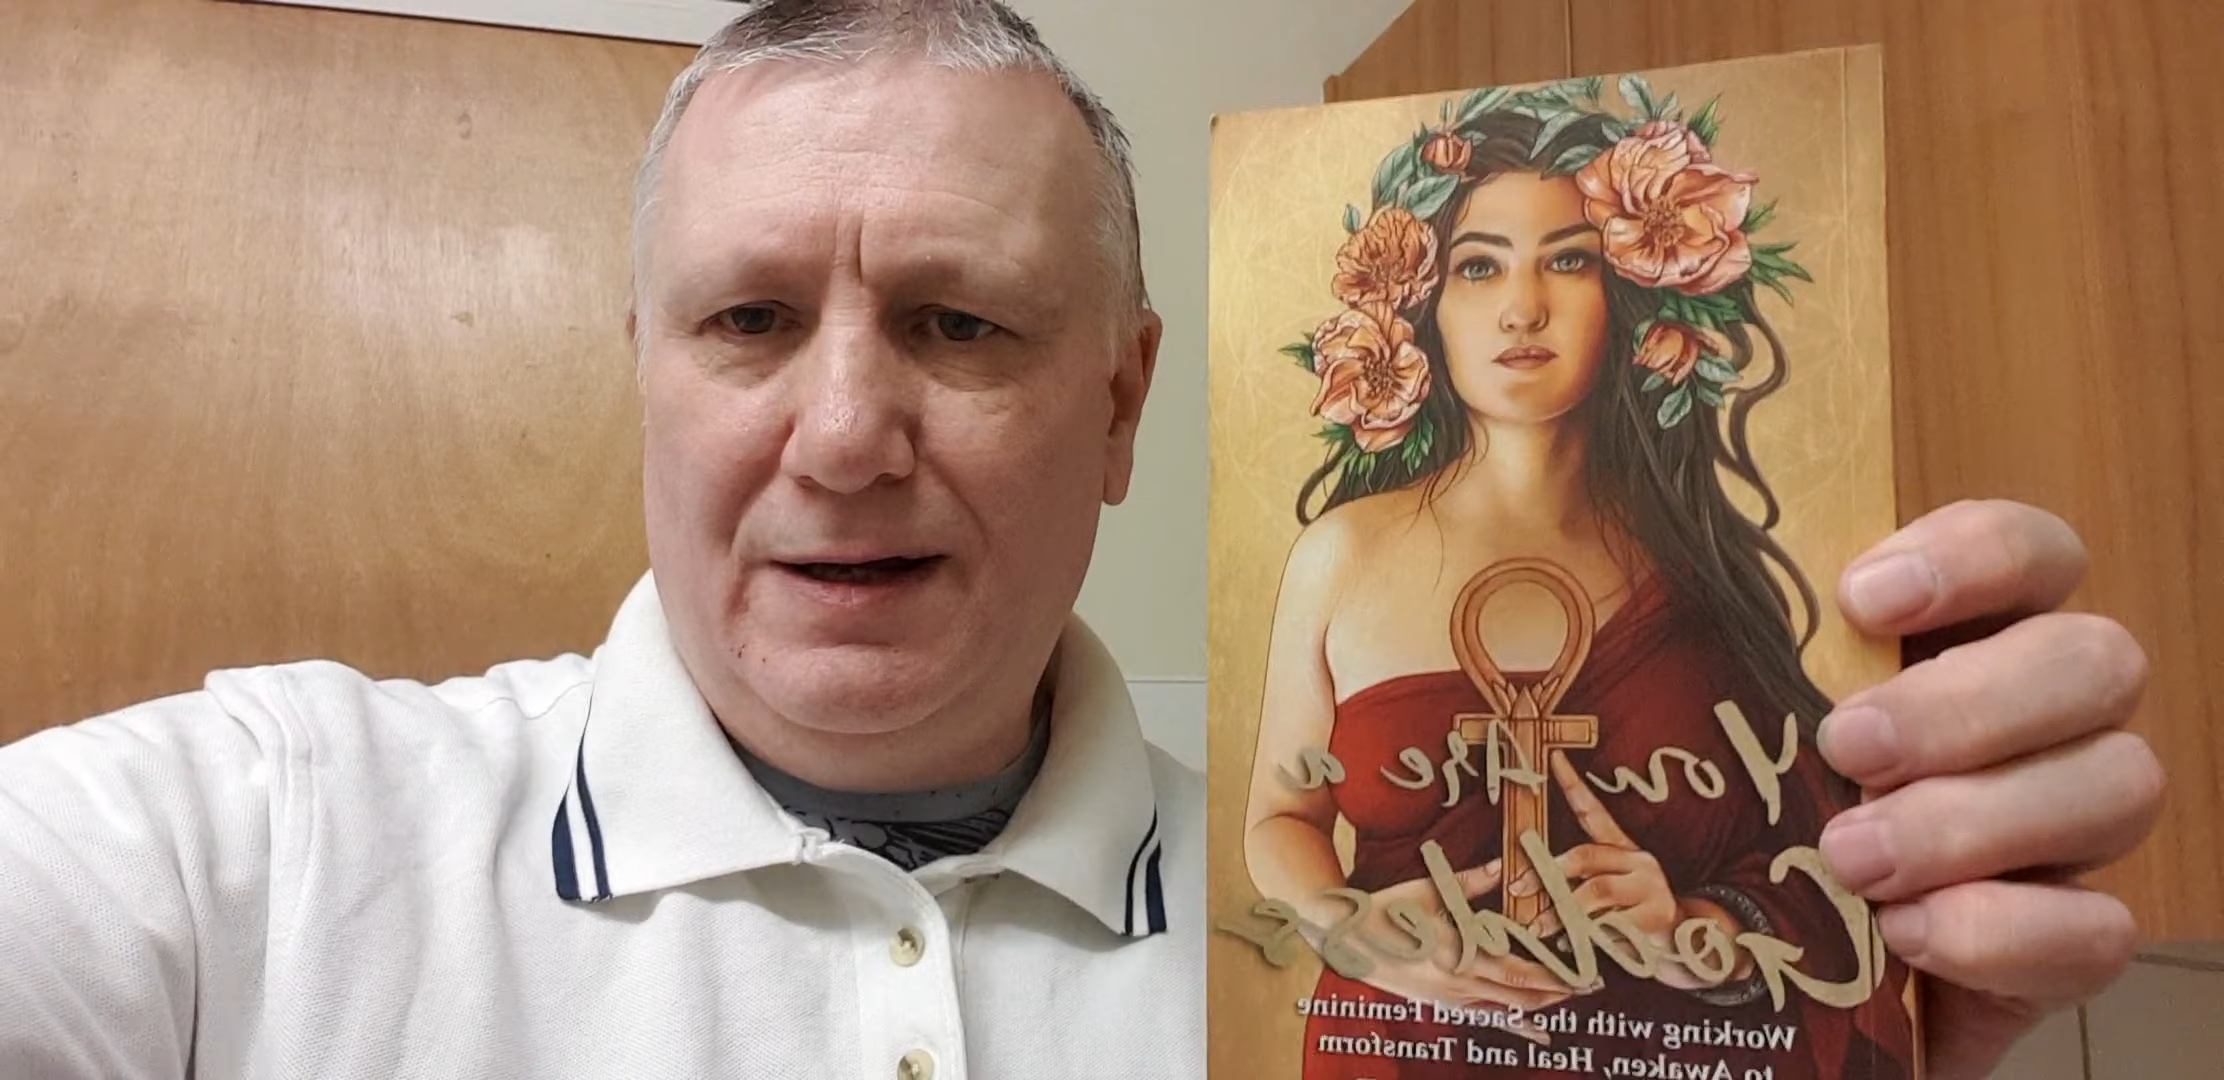 You Are a
Goddess
Working with the Sacred Feminine
to Awaken, Heal and Transform